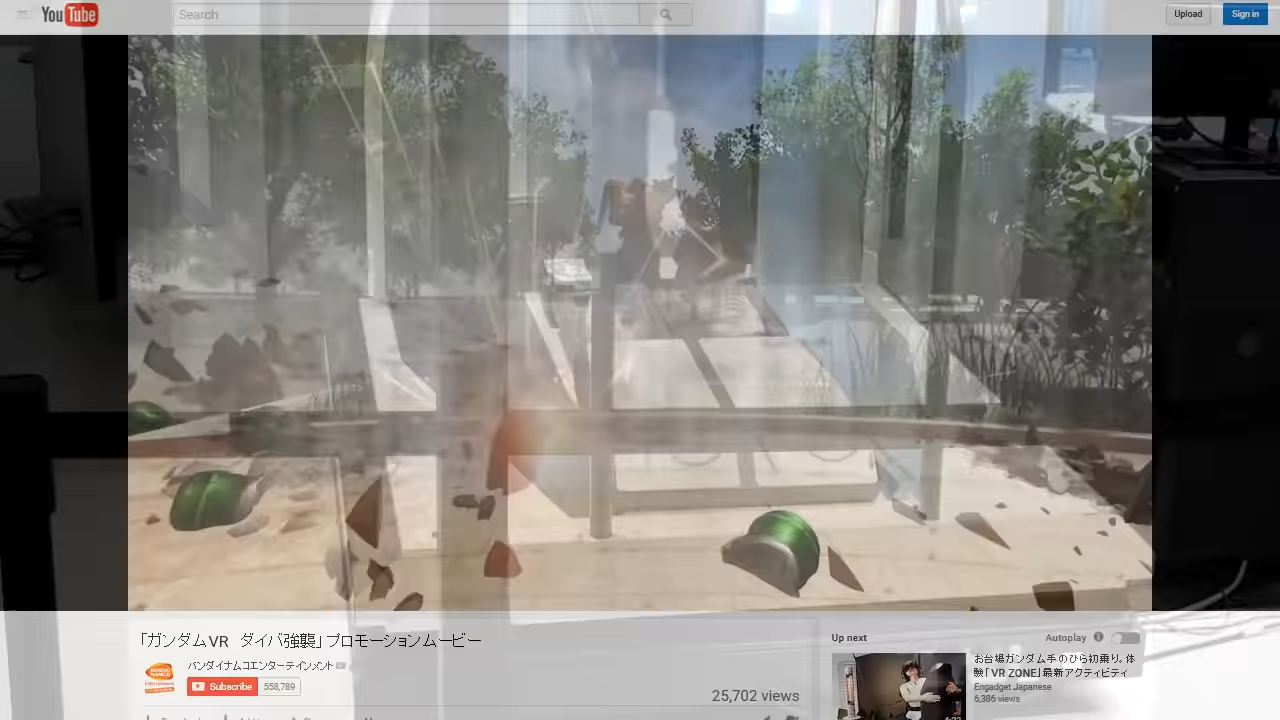 YouTube
Search
Upload
Sign in
「ガンダムVR ダイバ強襲」プロモーションムービー
バンダイナムコエンターテインメント
Subscribe
558,789
25,702 views
Up next
Autoplay
お台場ガンダム手のひら初乗り、体
験「VR ZONE」最新アクティビティ
Engadget Japanese
6,386 views